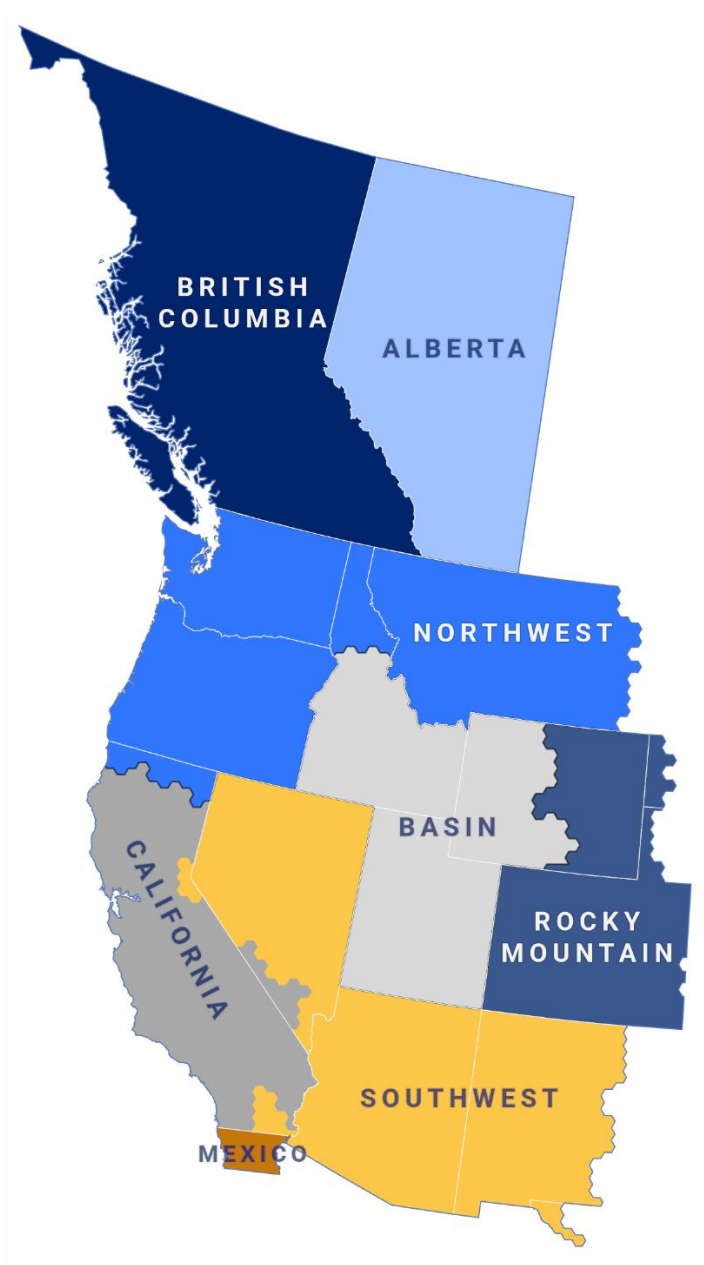 BRITISH
COLUMBIA
ALBERTA
NORTHWEST
BASIN
CALIFORNIA
ROCKY
MOUNTAIN
SOUTHWEST
MEXICO